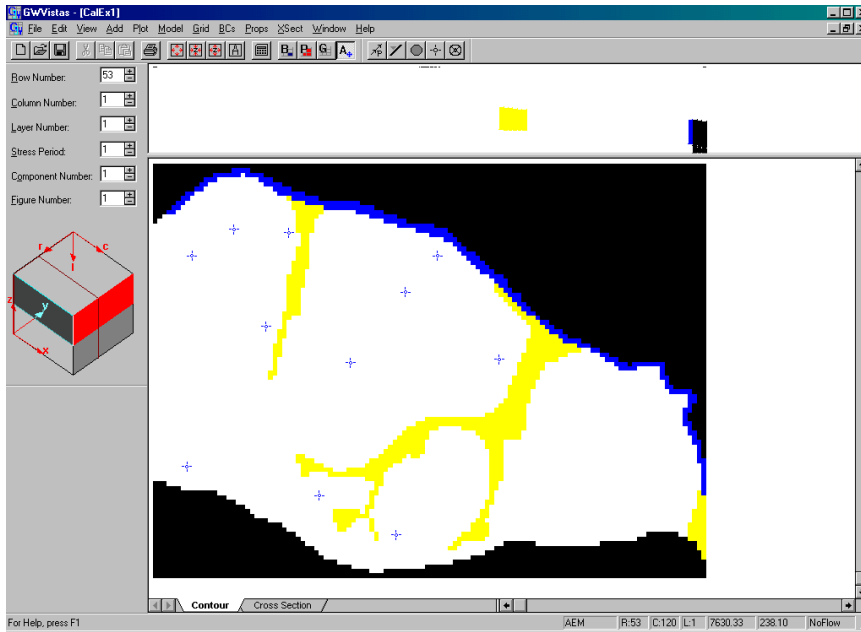 GWVistas - [CalEx1]
File Edit View Add Plot Model Grid BCs Props XSect Window Help
Row Number: 53
Column Number: 1
Layer Number: 1
Stress Period: 1
Component Number: 1
Figure Number: 1
r c
l
z y
x
Contour Cross Section
For Help, press F1 AEM R:53 C:120 L:1 7630.33 238.10 NoFlow